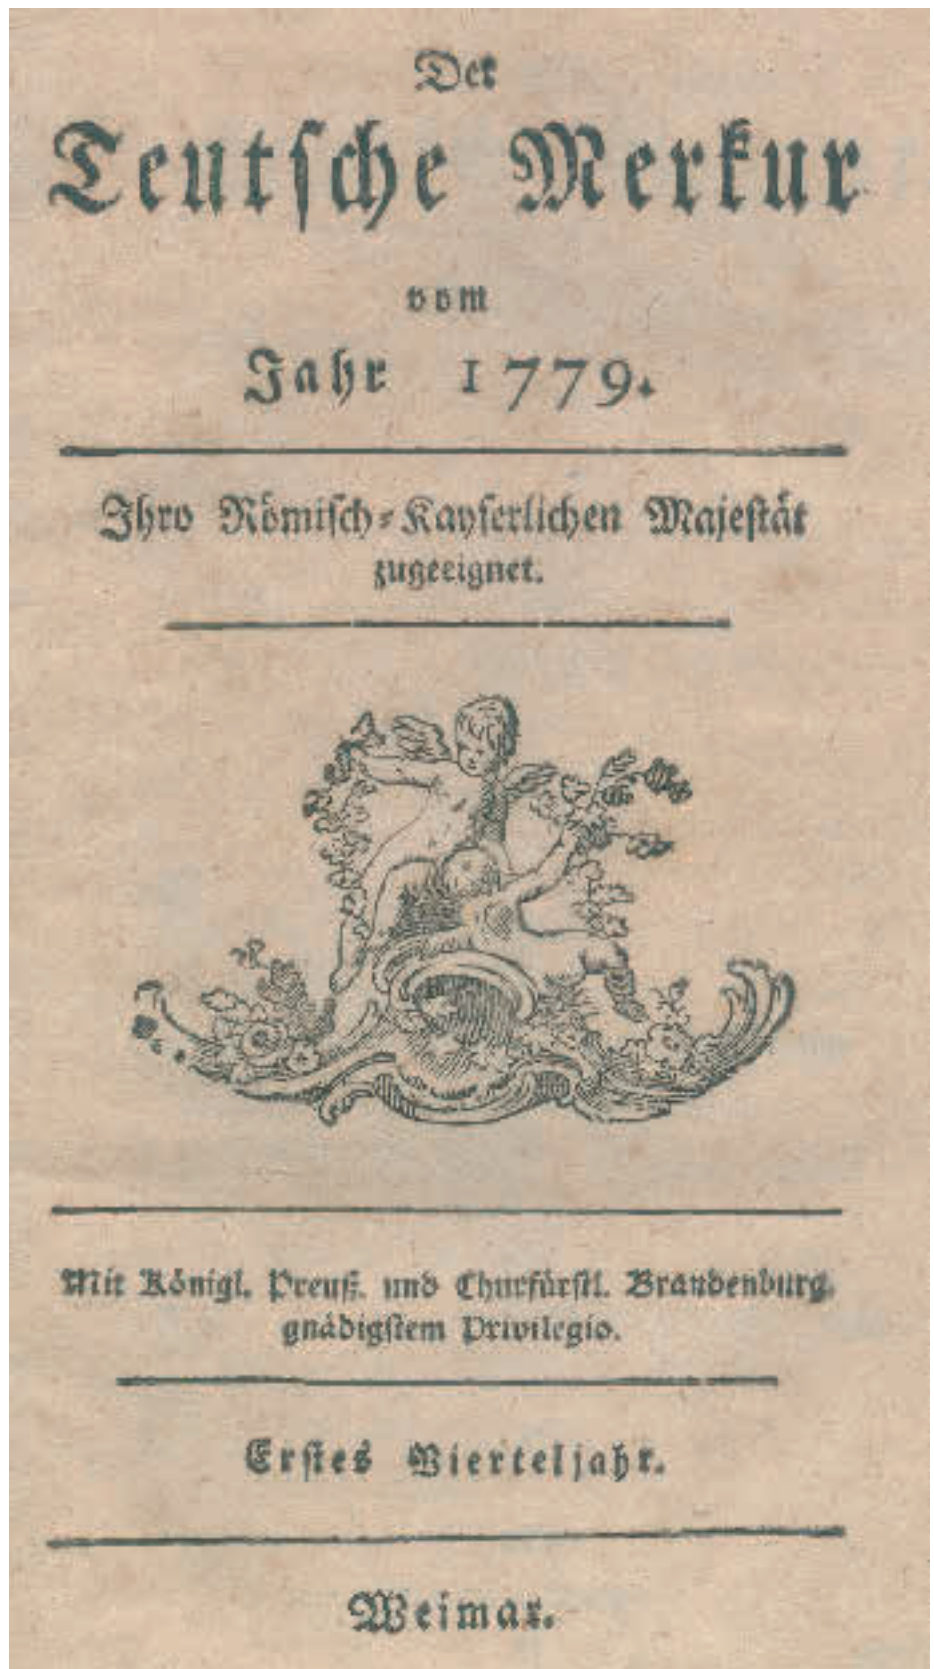 Der
Teutsche Merkur
vom
Jahr 1779.
Ihro Römisch-Kayserlichen Majestät
zugeeignet.
Mit Königl. Preuß. und Churfürstl. Brandenburg.
gnädigstem Privilegio.
Erstes Vierteljahr.
Weimar.